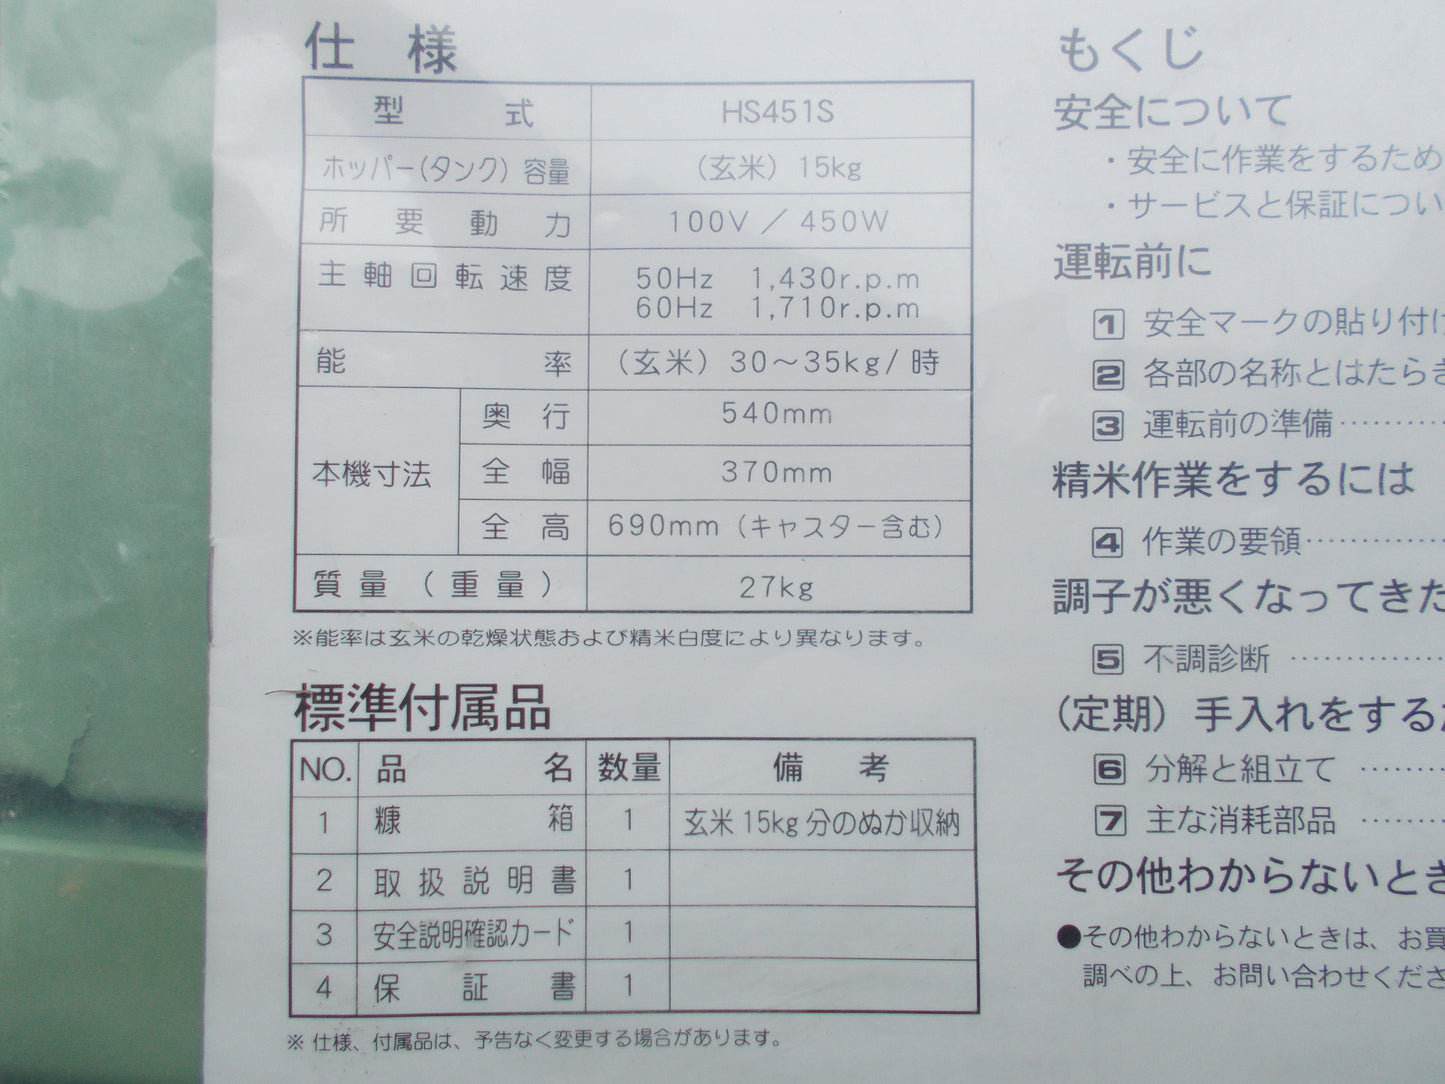 仕様
型式 HS451S
ホッパー(タンク)容量 (玄米)15kg
所要動力 100V／450W
主軸回転速度 50Hz 1,430r.p.m
60Hz 1,710r.p.m
能率 (玄米)30～35kg/時
本機寸法 奥行 540mm
全幅 370mm
全高 690mm(キャスター含む)
質量(重量) 27kg
※能率は玄米の乾燥状態および精米白度により異なります。
標準付属品
NO. 品名 数量 備考
1 糠箱 1 玄米15kg分のぬか収納
2 取扱説明書 1
3 安全説明確認カード 1
4 保証書 1
※仕様、付属品は、予告なく変更する場合があります。
もくじ
安全について
・安全に作業をするため
・サービスと保証につい
運転前に
1 安全マークの貼り付け
2 各部の名称とはたらき
3 運転前の準備………
精米作業をするには
4 作業の要領…………
調子が悪くなってきた
5 不調診断 …………
(定期)手入れをする
6 分解と組立て ………
7 主な消耗部品 ………
その他わからないとき
●その他わからないときは、お買
調べの上、お問い合わせくださ